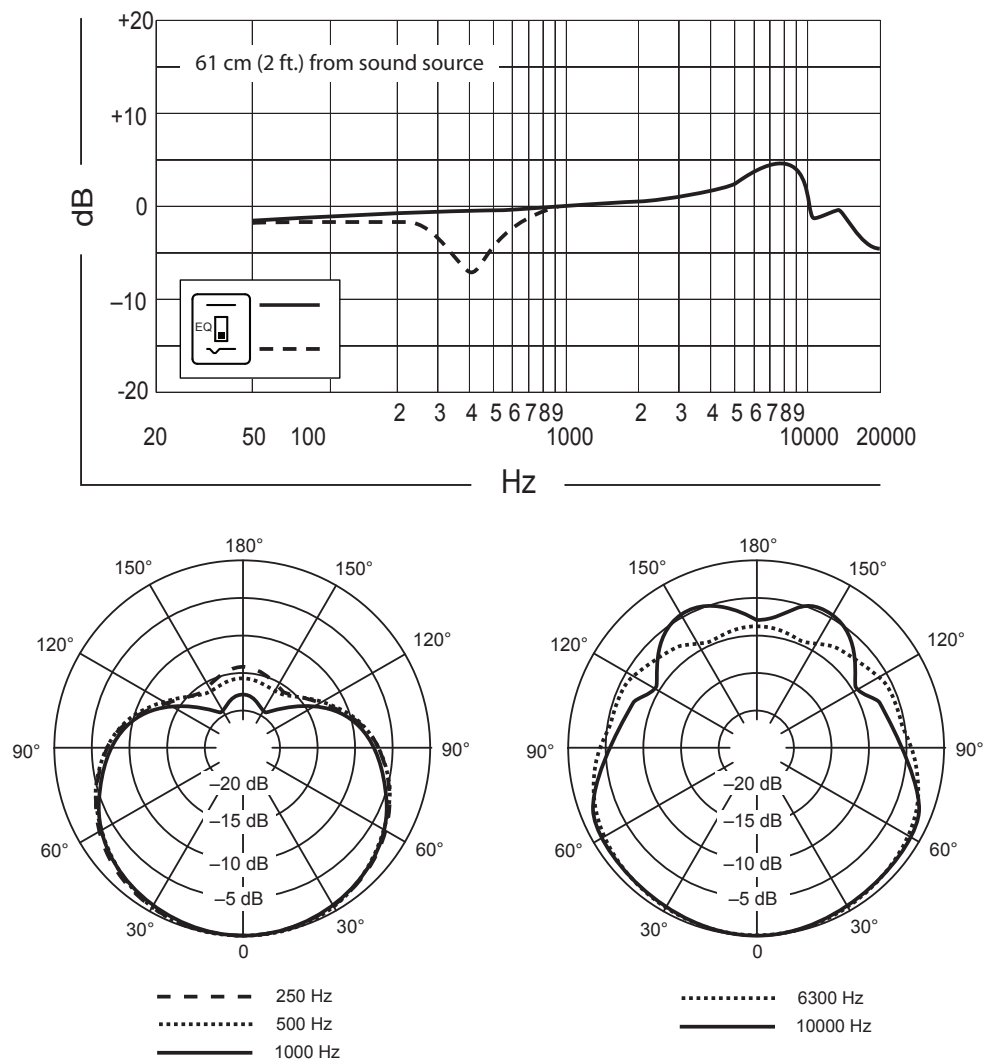 +20
61 cm (2 ft.) from sound source
+10
dB
0
–10
EQ
-20
2 3 4 5 6 7 8 9 2 3 4 5 6 7 8 9
20 50 100 1000 10000 20000
Hz
180°
150° 150°
120° 120°
90° 90°
–20 dB
–15 dB
60° 60°
–10 dB
–5 dB
30° 30°
0
250 Hz
500 Hz
1000 Hz
180°
150° 150°
120° 120°
90° 90°
–20 dB
–15 dB
60° 60°
–10 dB
–5 dB
30° 30°
0
6300 Hz
10000 Hz